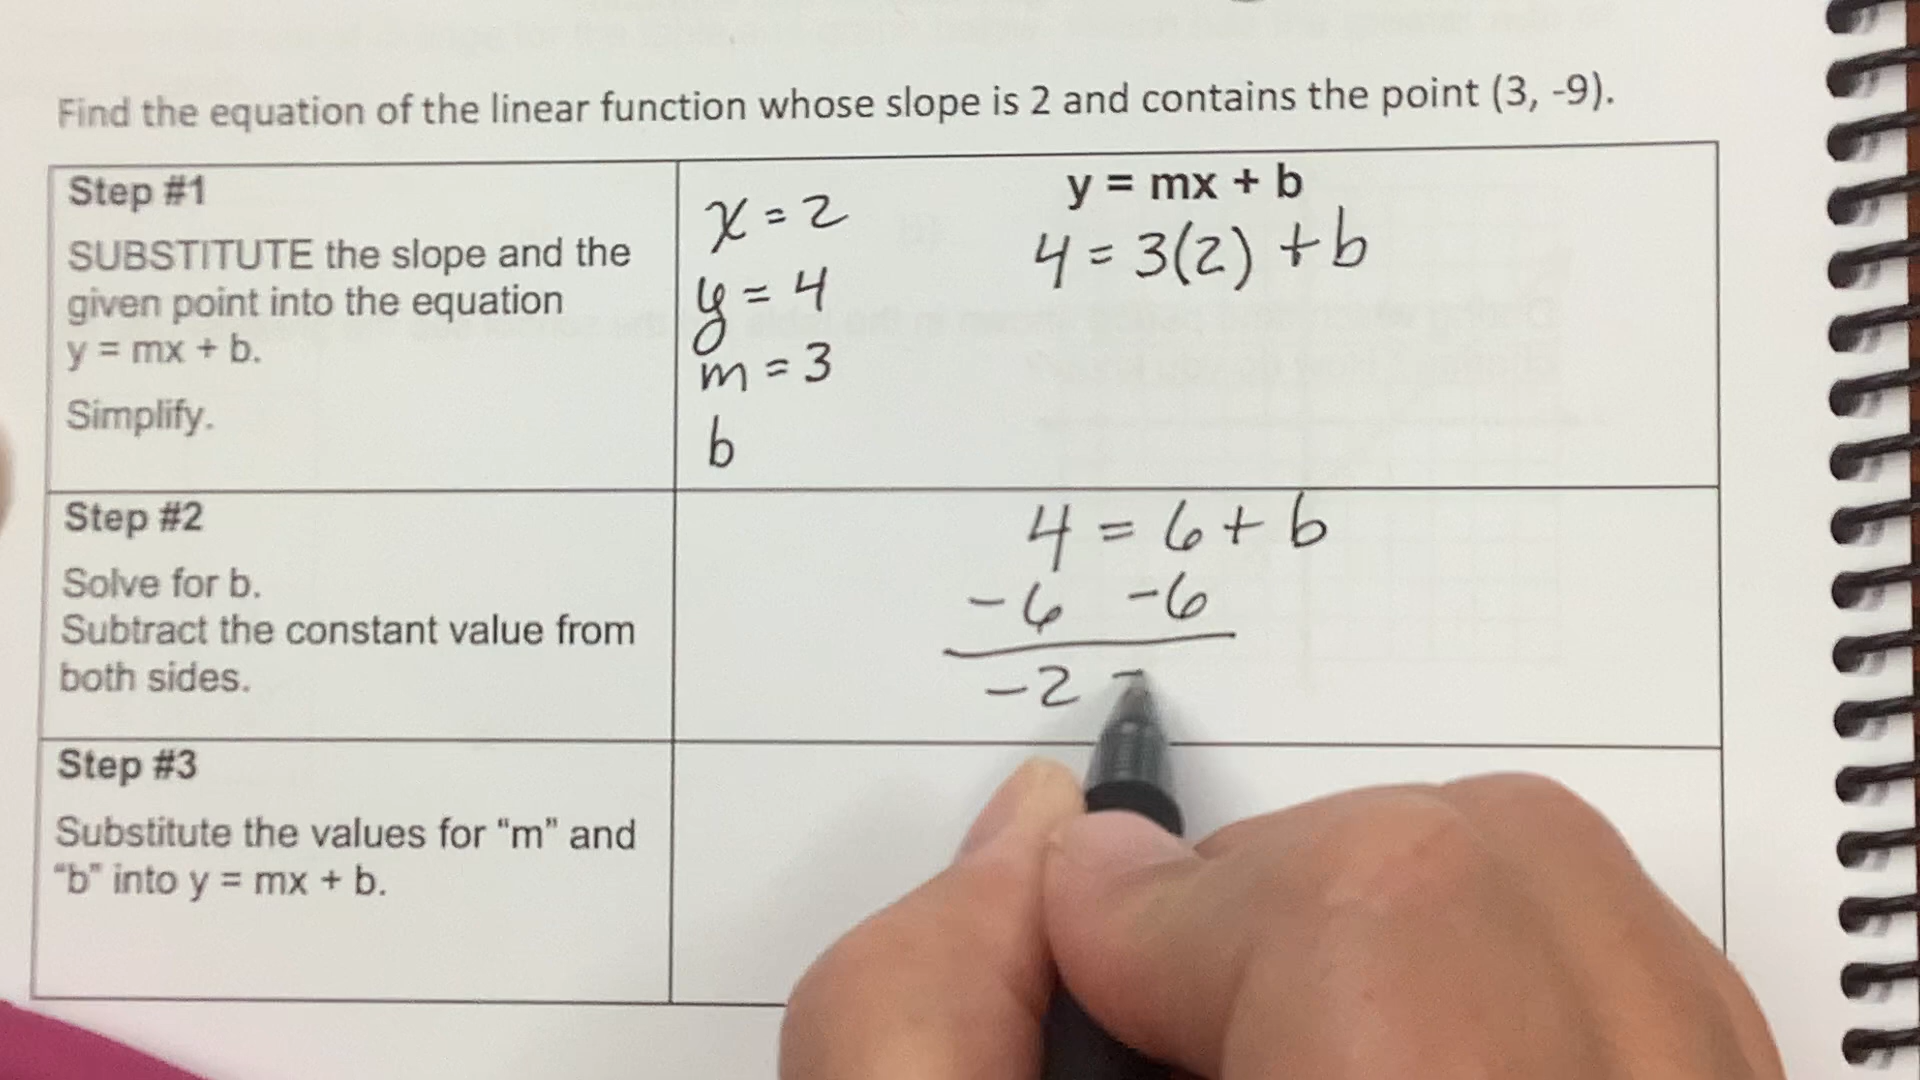 Find the equation of the linear function whose slope is 2 and contains the point (3, -9).
Step #1
SUBSTITUTE the slope and the
given point into the equation
y = mx + b.
Simplify.
x = 2
y = 4
m = 3
b
y = mx + b
4 = 3(2) + b
Step #2
Solve for b.
Subtract the constant value from
both sides.
4 = 6 + b
-6 -6
-2
Step #3
Substitute the values for “m” and
“b” into y = mx + b.